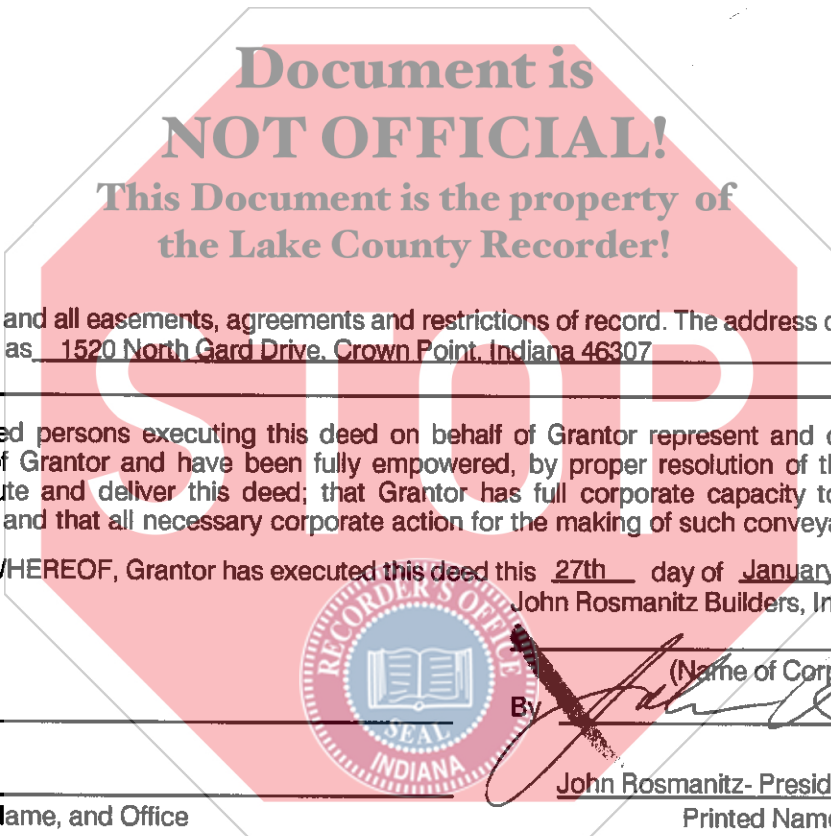 Document is
NOT OFFICIAL!
This Document is the property of
the Lake County Recorder!
STOP
and all easements, agreements and restrictions of record. The address o
as 1520 North Gard Drive, Crown Point, Indiana 46307
ed persons executing this deed on behalf of Grantor represent and c
f Grantor and have been fully empowered, by proper resolution of th
ute and deliver this deed; that Grantor has full corporate capacity to
and that all necessary corporate action for the making of such conveya
WHEREOF, Grantor has executed this deed this 27th day of January
John Rosmanitz Builders, In
(Name of Corp
By
RECORDER'S OFFICE
SEAL
INDIANA
John Rosmanitz- Presid
Name, and Office
Printed Name